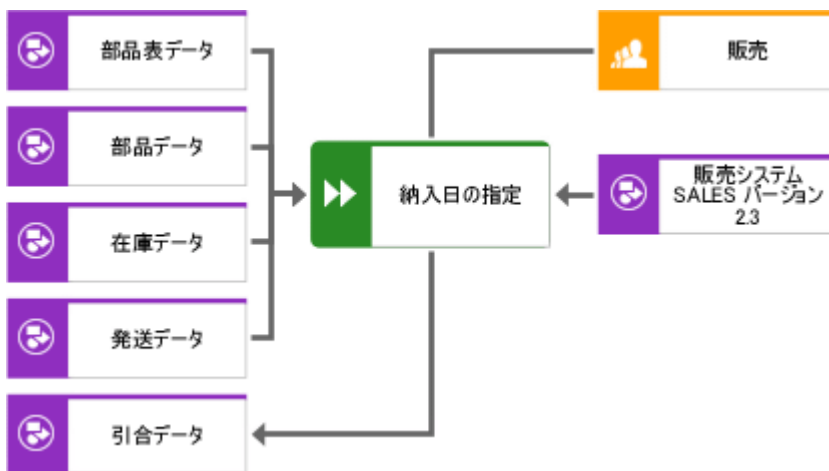 部品表データ
販売
部品データ
納入日の指定
販売システム
SALES バージョン
2.3
在庫データ
発送データ
引合データ